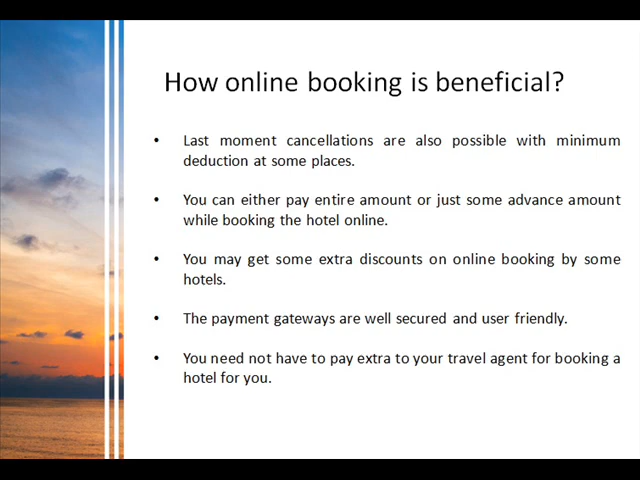 How online booking is beneficial?
• Last moment cancellations are also possible with minimum
deduction at some places.
• You can either pay entire amount or just some advance amount
while booking the hotel online.
• You may get some extra discounts on online booking by some
hotels.
• The payment gateways are well secured and user friendly.
• You need not have to pay extra to your travel agent for booking a
hotel for you.